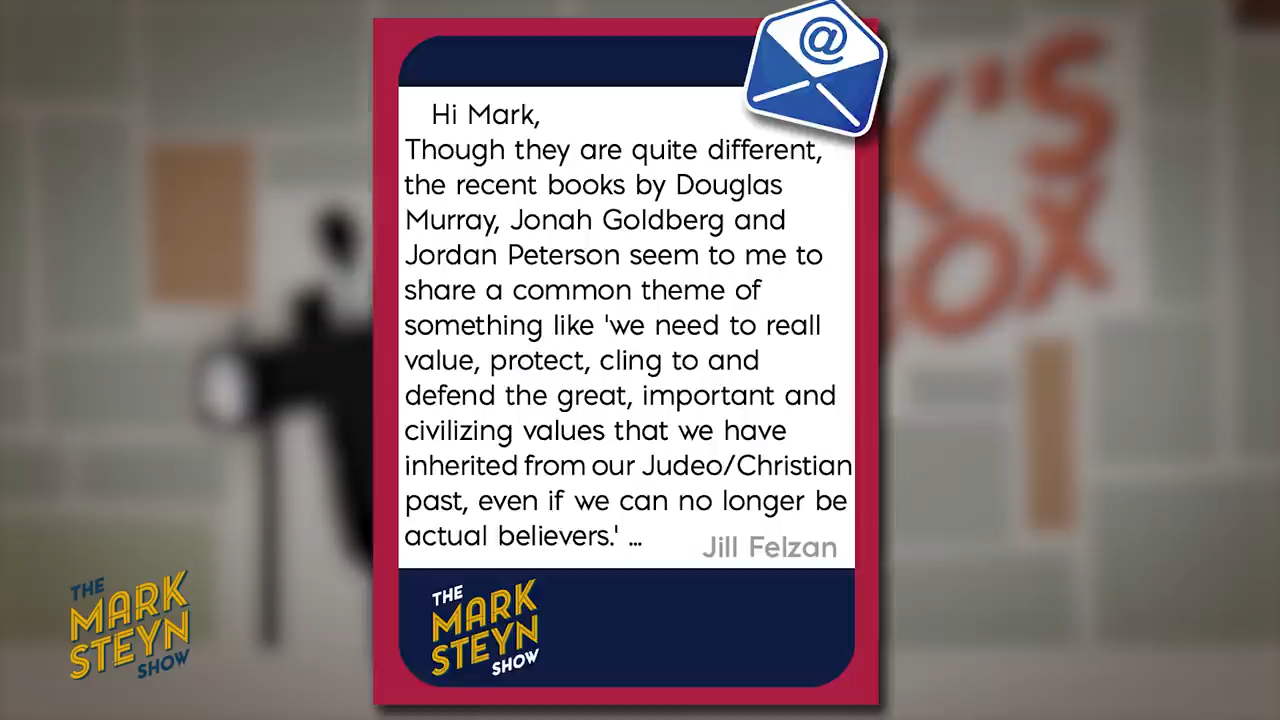 @
Hi Mark,
Though they are quite different,
the recent books by Douglas
Murray, Jonah Goldberg and
Jordan Peterson seem to me to
share a common theme of
something like 'we need to reall
value, protect, cling to and
defend the great, important and
civilizing values that we have
inherited from our Judeo/Christian
past, even if we can no longer be
actual believers.' ...
Jill Felzan
THE
MARK
STEYN
SHOW
THE
MARK
STEYN
SHOW